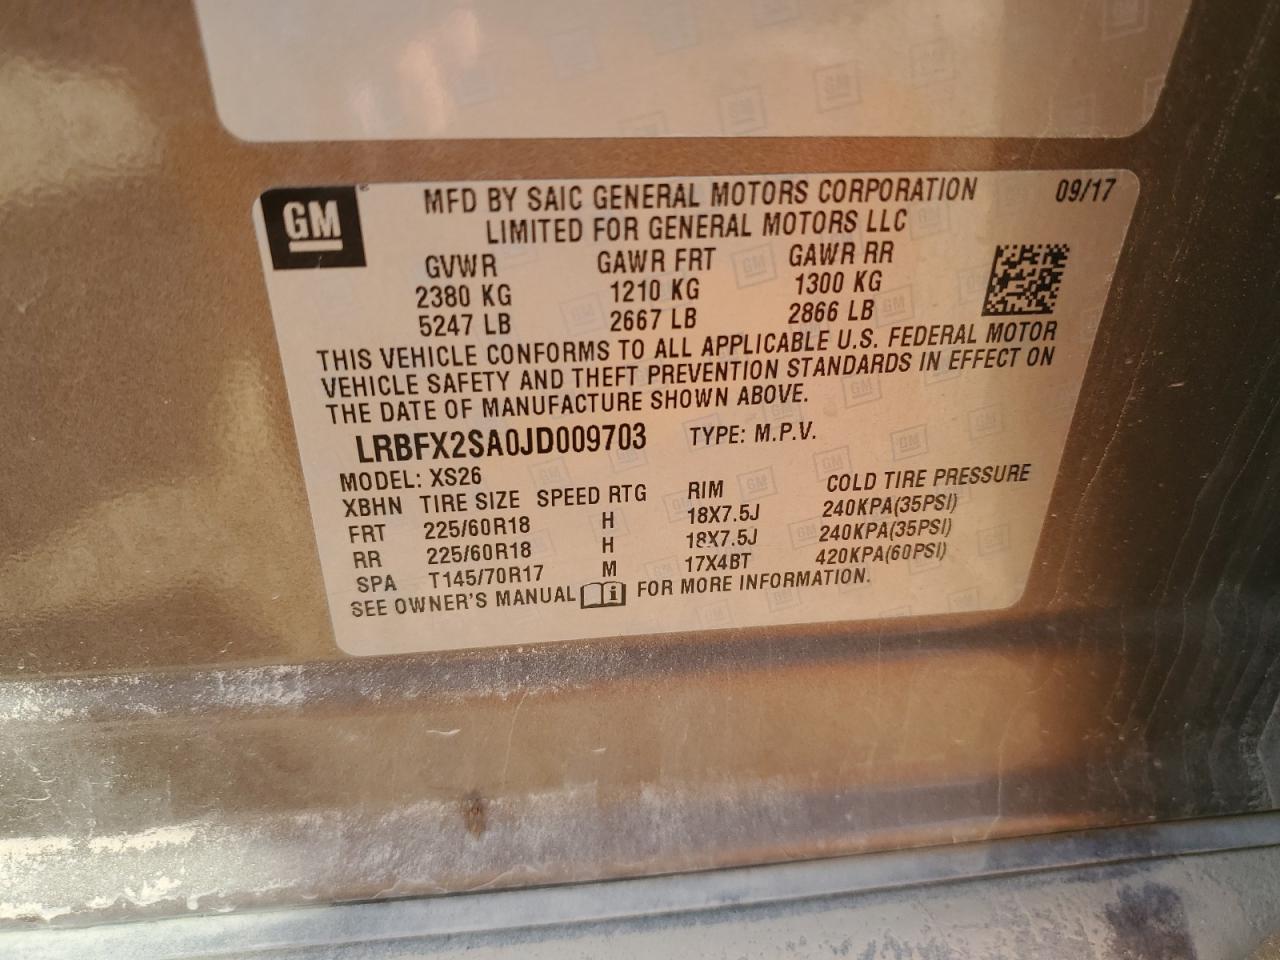 GM
MFD BY SAIC GENERAL MOTORS CORPORATION 09/17
LIMITED FOR GENERAL MOTORS LLC
GVWR GAWR FRT GAWR RR
2380 KG 1210 KG 1300 KG
5247 LB 2667 LB 2866 LB
THIS VEHICLE CONFORMS TO ALL APPLICABLE U.S. FEDERAL MOTOR
VEHICLE SAFETY AND THEFT PREVENTION STANDARDS IN EFFECT ON
THE DATE OF MANUFACTURE SHOWN ABOVE.
LRBFX2SA0JD009703 TYPE: M.P.V.
MODEL: XS26
XBHN TIRE SIZE SPEED RTG RIM COLD TIRE PRESSURE
FRT 225/60R18 H 18X7.5J 240KPA(35PSI)
RR 225/60R18 H 18X7.5J 240KPA(35PSI)
SPA T145/70R17 M 17X4BT 420KPA(60PSI)
SEE OWNER'S MANUAL FOR MORE INFORMATION.